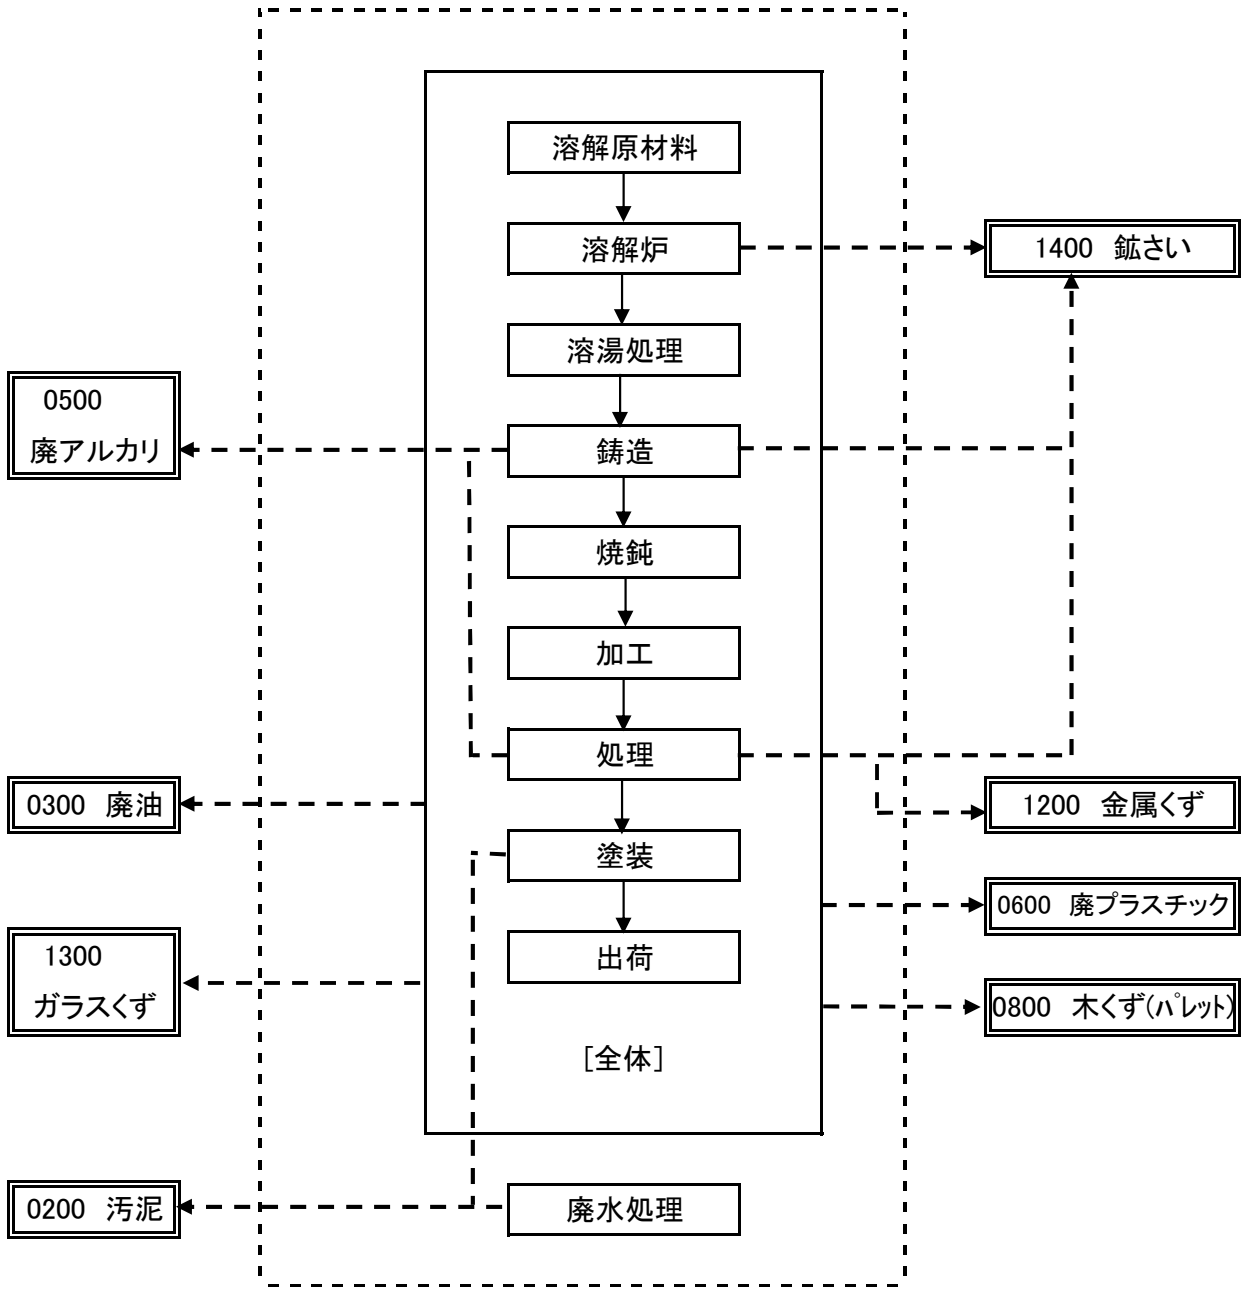 溶解原材料
溶解炉
1400 鉱さい
溶湯処理
0500
廃アルカリ
鋳造
焼鈍
加工
処理
0300 廃油
1200 金属くず
塗装
0600 廃プラスチック
1300
ガラスくず
出荷
0800 木くず(ﾊﾟﾚｯﾄ)
[全体]
0200 汚泥
廃水処理